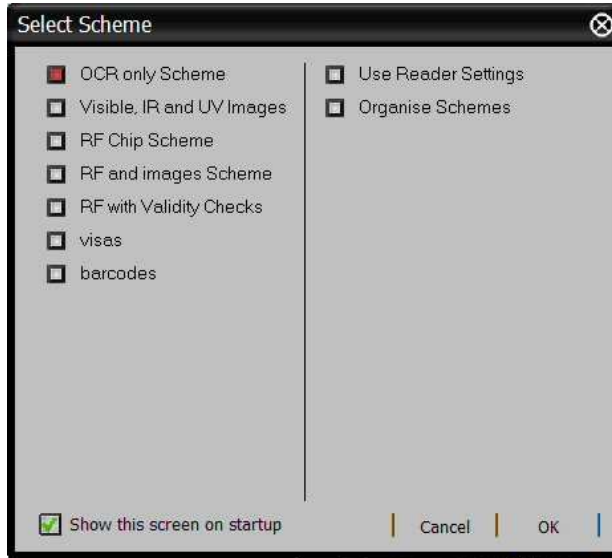 Select Scheme
OCR only Scheme
Visible, IR and UV Images
RF Chip Scheme
RF and images Scheme
RF with Validity Checks
visas
barcodes
Use Reader Settings
Organise Schemes
Show this screen on startup
Cancel
OK